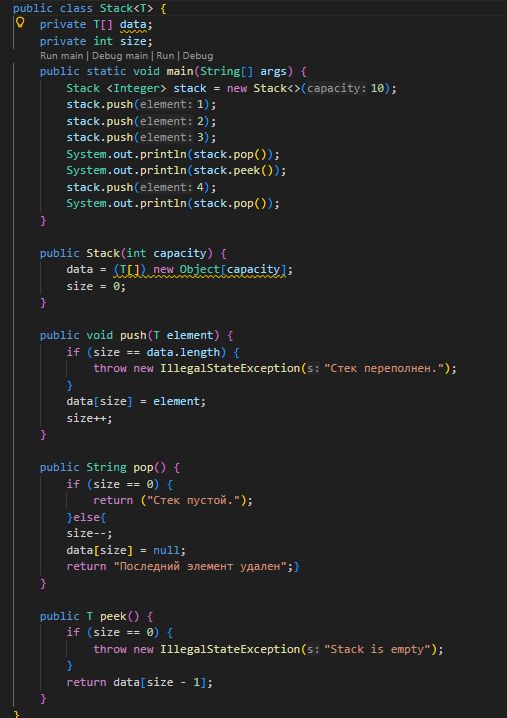 public class Stack<T> {
    private T[] data;
    private int size;
    Run main | Debug main | Run | Debug
    public static void main(String[] args) {
        Stack <Integer> stack = new Stack<>(capacity: 10);
        stack.push(element: 1);
        stack.push(element: 2);
        stack.push(element: 3);
        System.out.println(stack.pop());
        System.out.println(stack.peek());
        stack.push(element: 4);
        System.out.println(stack.pop());
    }

    public Stack(int capacity) {
        data = (T[]) new Object[capacity];
        size = 0;
    }

    public void push(T element) {
        if (size == data.length) {
            throw new IllegalStateException(s: "Стек переполнен.");
        }
        data[size] = element;
        size++;
    }

    public String pop() {
        if (size == 0) {
            return ("Стек пустой.");
        }else{
        size--;
        data[size] = null;
        return "Последний элемент удален";}
    }

    public T peek() {
        if (size == 0) {
            throw new IllegalStateException(s: "Stack is empty");
        }
        return data[size - 1];
    }
}